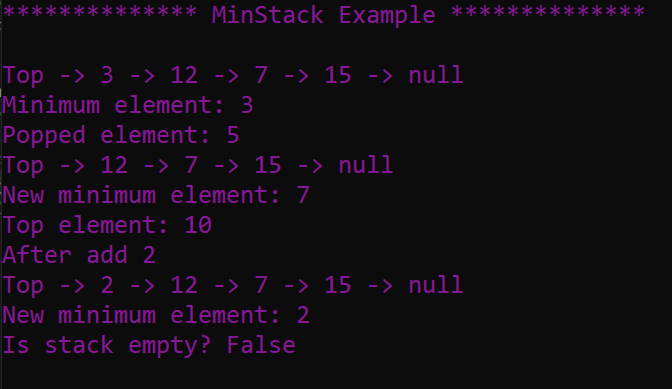 ************** MinStack Example **************
Top -> 3 -> 12 -> 7 -> 15 -> null
Minimum element: 3
Popped element: 5
Top -> 12 -> 7 -> 15 -> null
New minimum element: 7
Top element: 10
After add 2
Top -> 2 -> 12 -> 7 -> 15 -> null
New minimum element: 2
Is stack empty? False